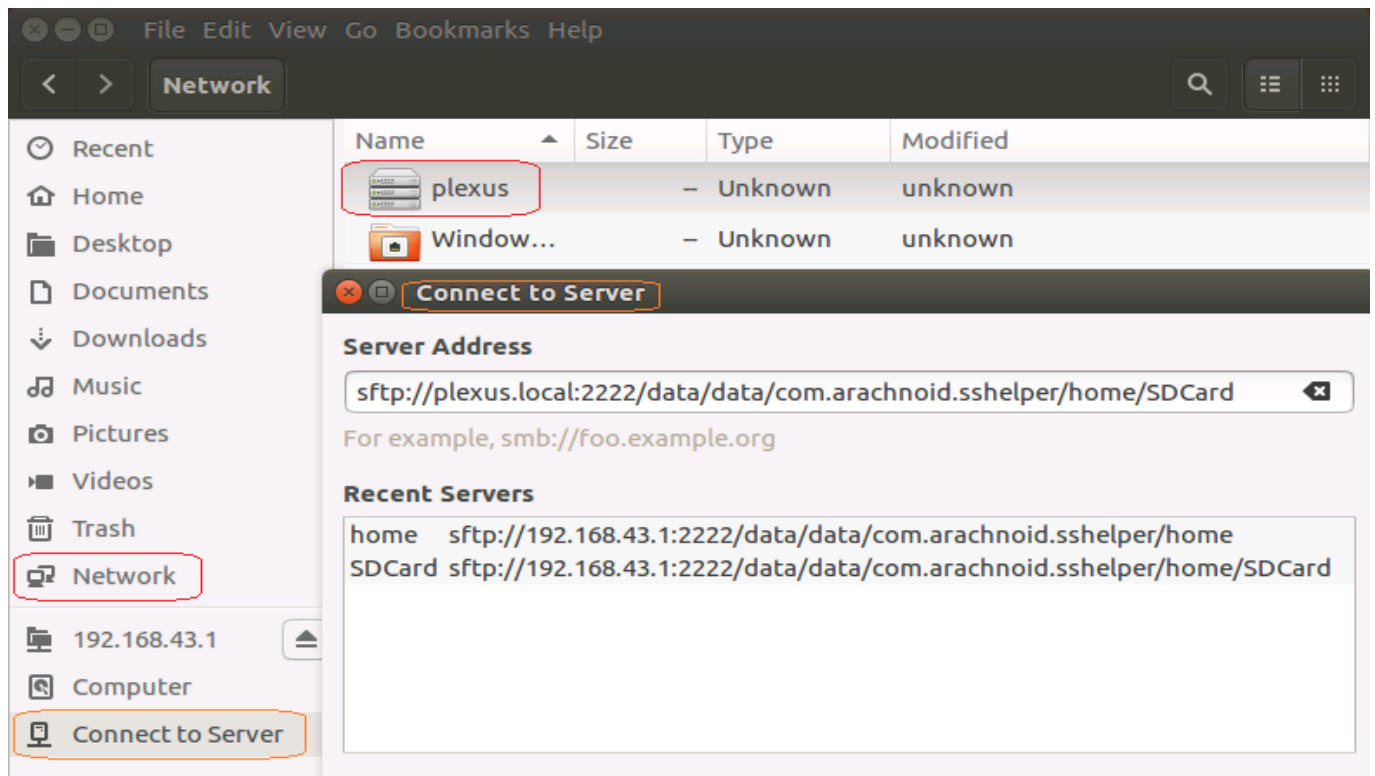 File Edit View Go Bookmarks Help
Network
Name Size Type Modified
Recent
plexus -- Unknown unknown
Home
Window... -- Unknown unknown
Desktop
Documents
Connect to Server
Downloads
Server Address
Music
sftp://plexus.local:2222/data/data/com.arachnoid.sshelper/home/SDCard
Pictures
For example, smb://foo.example.org
Videos
Recent Servers
Trash
home sftp://192.168.43.1:2222/data/data/com.arachnoid.sshelper/home
Network
SDCard sftp://192.168.43.1:2222/data/data/com.arachnoid.sshelper/home/SDCard
192.168.43.1
Computer
Connect to Server